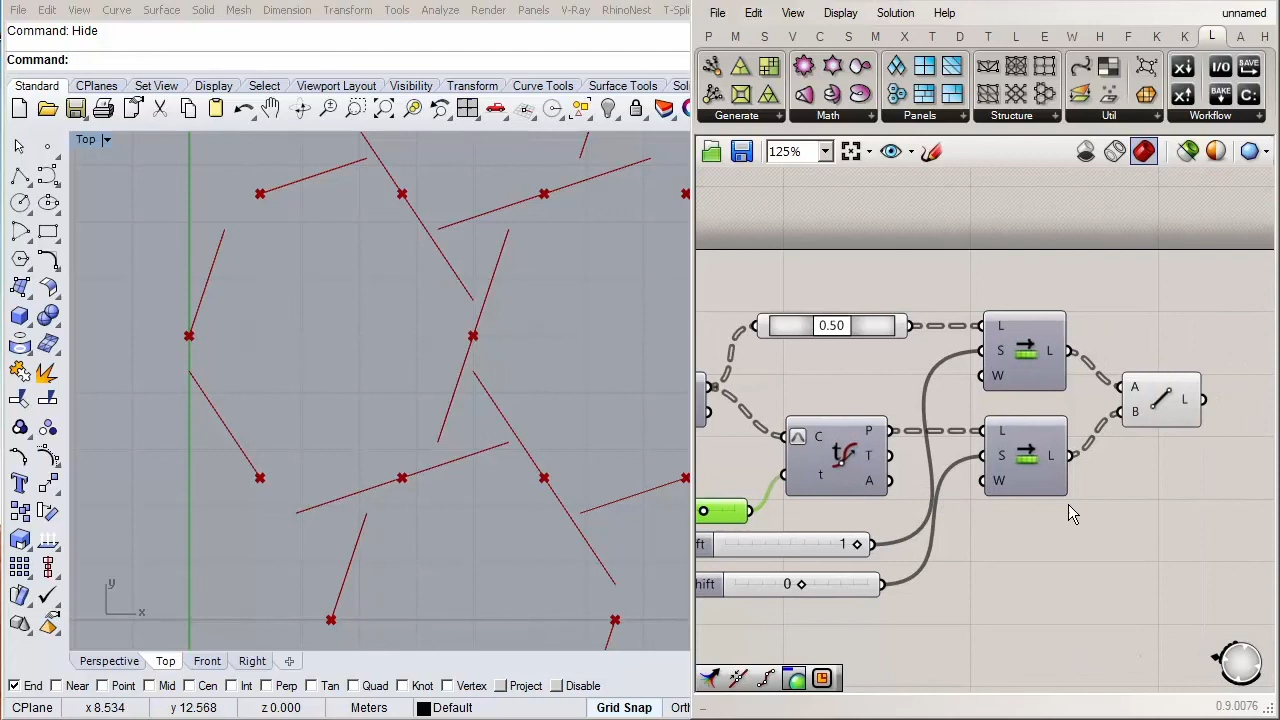 File Edit View Curve Surface Solid Mesh Dimension Transform Tools Analyze Render Panels V-Ray RhinoNest T-Spli
Command: Hide
Command:
Standard CPlanes Set View Display Select Viewport Layout Visibility Transform Curve Tools Surface Tools Sol
Top
y
x
Perspective Top Front Right
End Near Point Mid Cen Int Perp Tan Quad Knot Vertex Project Disable
CPlane x 8.534 y 12.568 z 0.000 Meters Default Grid Snap Ort
File Edit View Display Solution Help unnamed
P M S V C S M X T D T L E W H F K K L A H
I/O SAVE
BAKE C:
Generate Math Panels Structure Util Workflow
125%
0.50
L
S L
W
A
B L
C P
t T
A
L
S L
W
ft 1
hift 0
0.9.0076